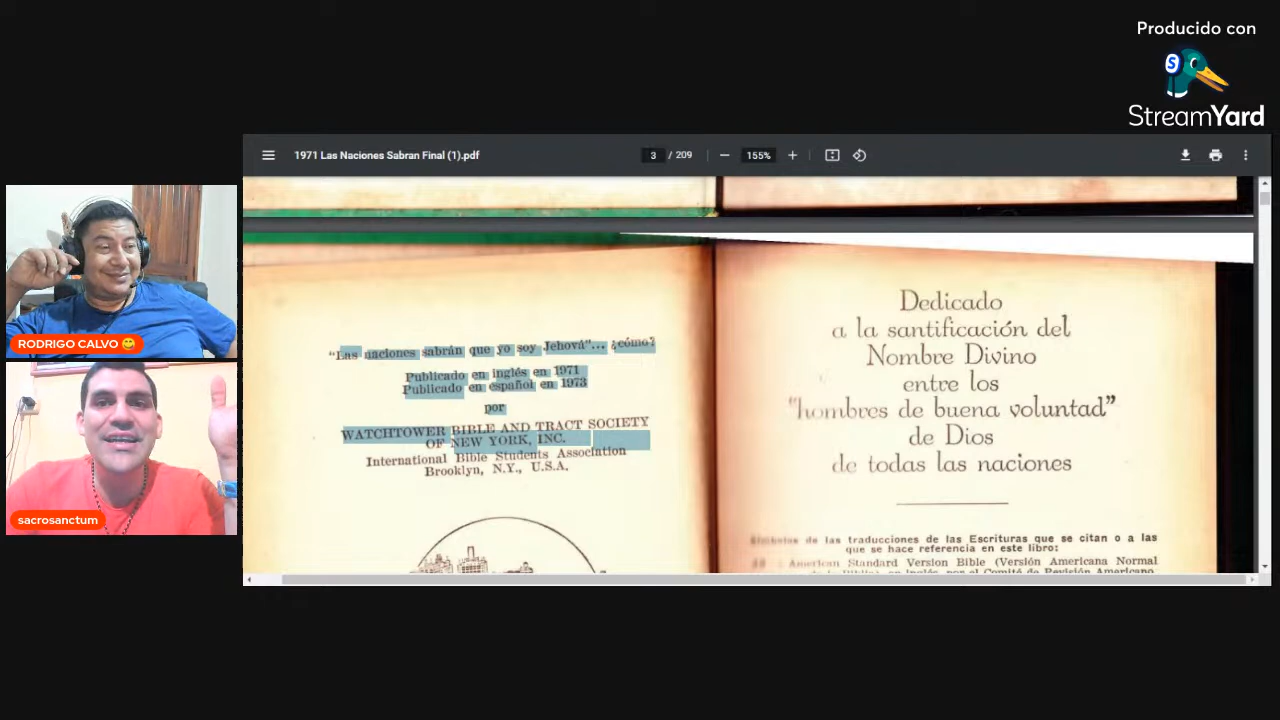 Producido con
StreamYard
1971 Las Naciones Sabran Final (1).pdf
3 / 209
155%
RODRIGO CALVO
sacrosanctum
"Las naciones sabrán que yo soy Jehová"... ¿cómo?
Publicado en inglés en 1971
Publicado en español en 1973
por
WATCHTOWER BIBLE AND TRACT SOCIETY
OF NEW YORK, INC.
International Bible Students Association
Brooklyn, N.Y., U.S.A.
Dedicado
a la santificación del
Nombre Divino
entre los
"hombres de buena voluntad"
de Dios
de todas las naciones
Símbolos de las traducciones de las Escrituras que se citan o a las
que se hace referencia en este libro:
American Standard Version Bible (Versión Americana Normal